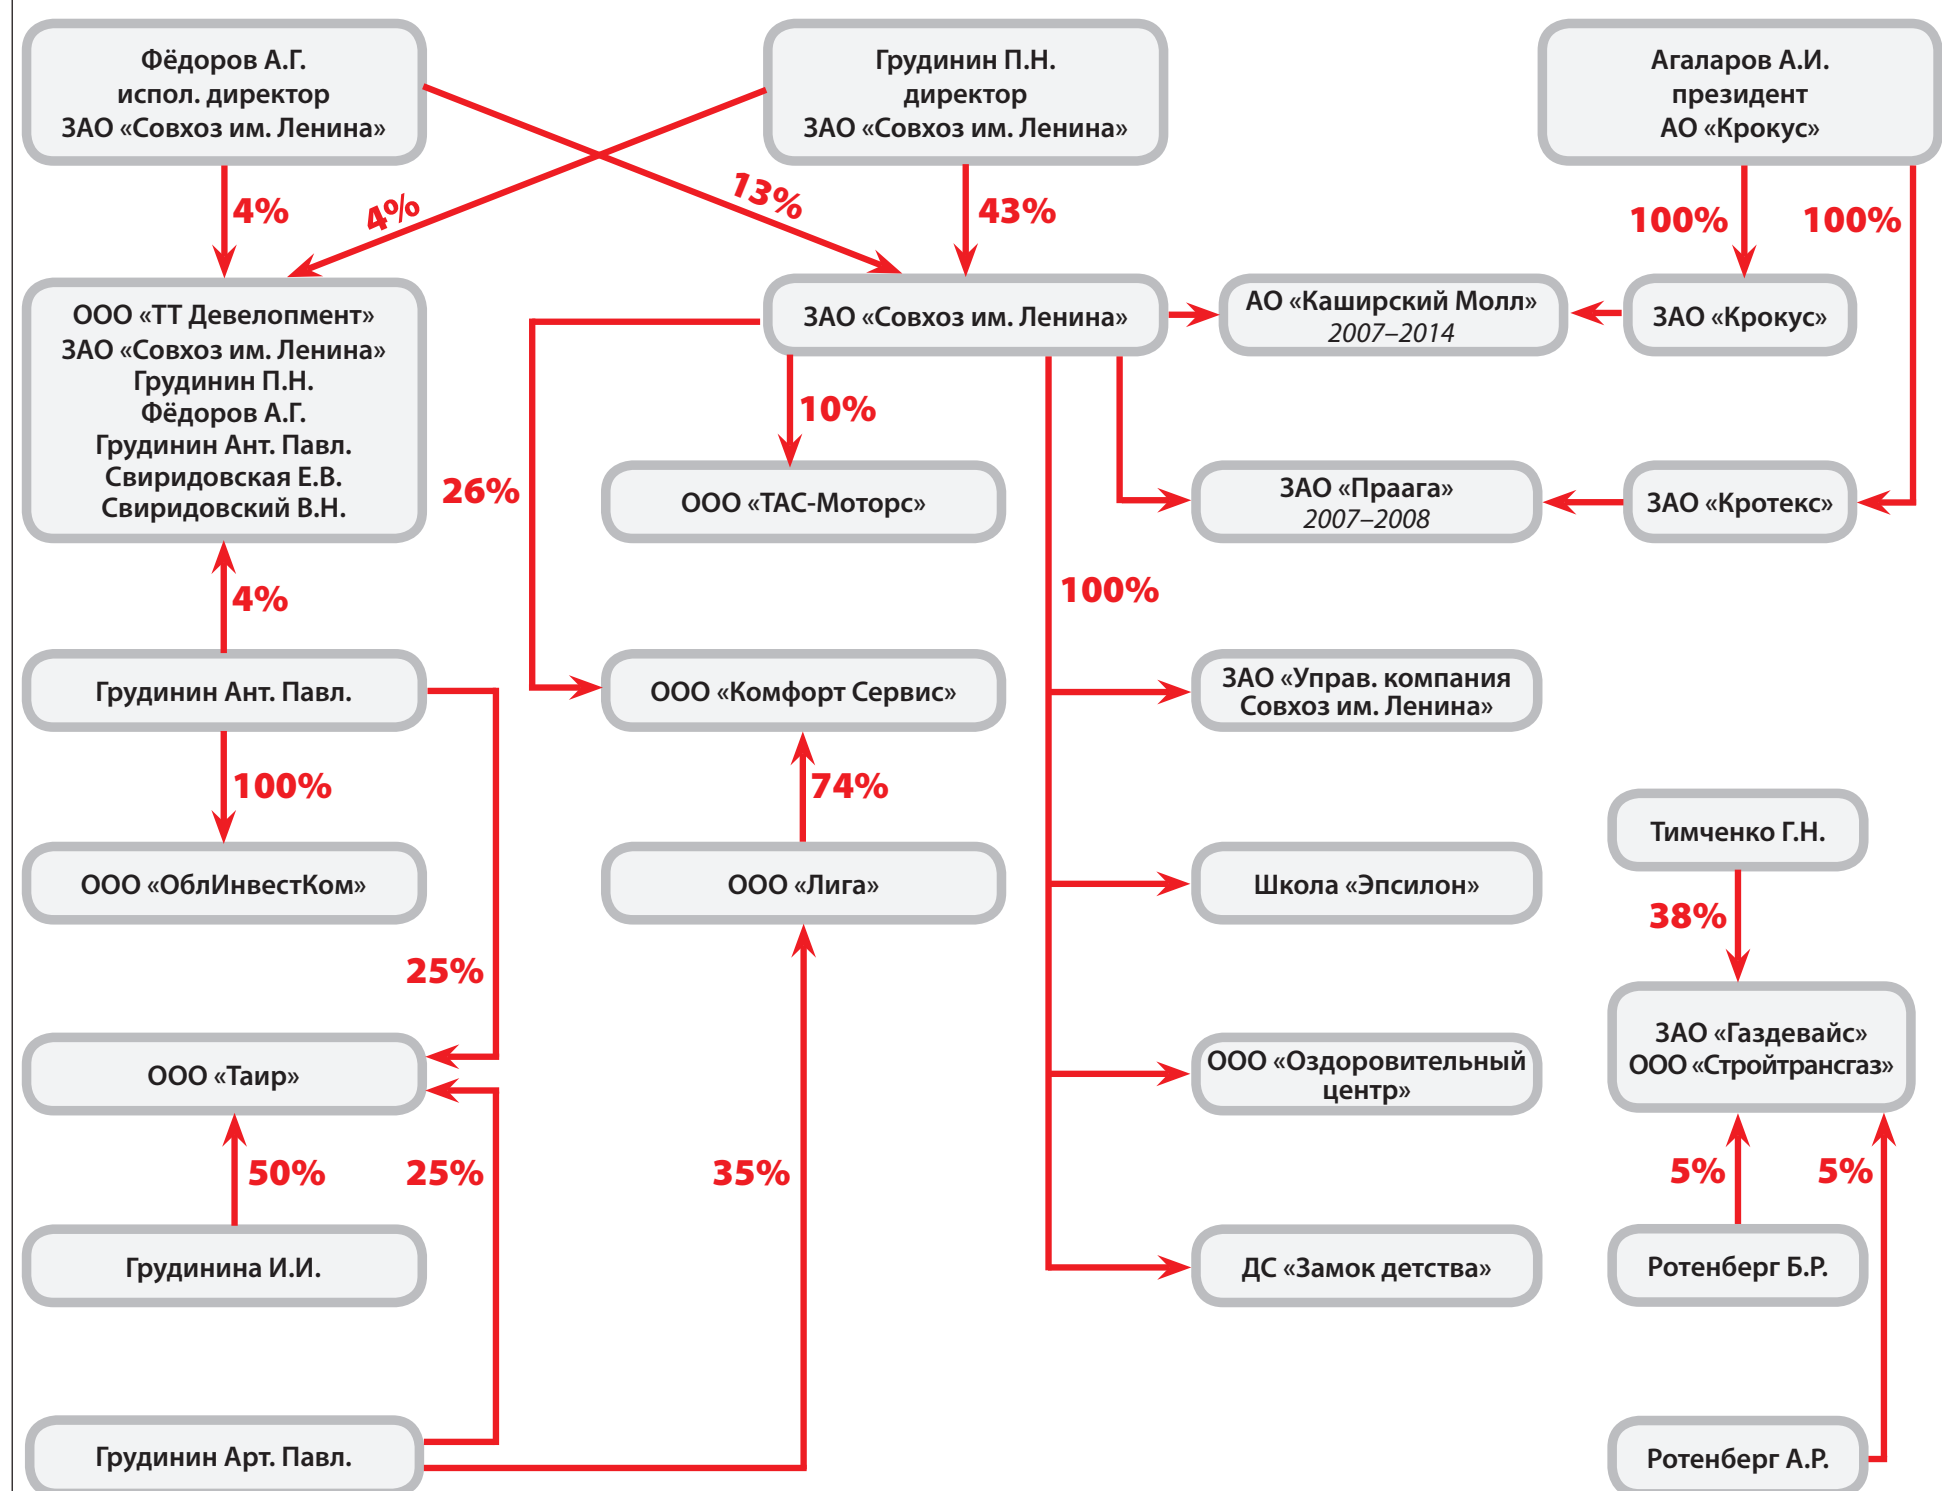 Фёдоров А.Г.
испол. директор
ЗАО «Совхоз им. Ленина»
Грудинин П.Н.
директор
ЗАО «Совхоз им. Ленина»
Агаларов А.И.
президент
АО «Крокус»
4%
4%
13%
43%
100%
100%
ООО «ТТ Девелопмент»
ЗАО «Совхоз им. Ленина»
Грудинин П.Н.
Фёдоров А.Г.
Грудинин Ант. Павл.
Свиридовская Е.В.
Свиридовский В.Н.
ЗАО «Совхоз им. Ленина»
АО «Каширский Молл»
2007–2014
ЗАО «Крокус»
10%
26%
ООО «ТАС-Моторс»
ЗАО «Праага»
2007–2008
ЗАО «Кротекс»
4%
100%
Грудинин Ант. Павл.
ООО «Комфорт Сервис»
ЗАО «Управ. компания
Совхоз им. Ленина»
100%
74%
Тимченко Г.Н.
ООО «ОблИнвестКом»
ООО «Лига»
Школа «Эпсилон»
38%
25%
ООО «Таир»
ООО «Оздоровительный
центр»
ЗАО «Газдевайс»
ООО «Стройтрансгаз»
50%
25%
35%
5%
5%
Грудинина И.И.
ДС «Замок детства»
Ротенберг Б.Р.
Грудинин Арт. Павл.
Ротенберг А.Р.